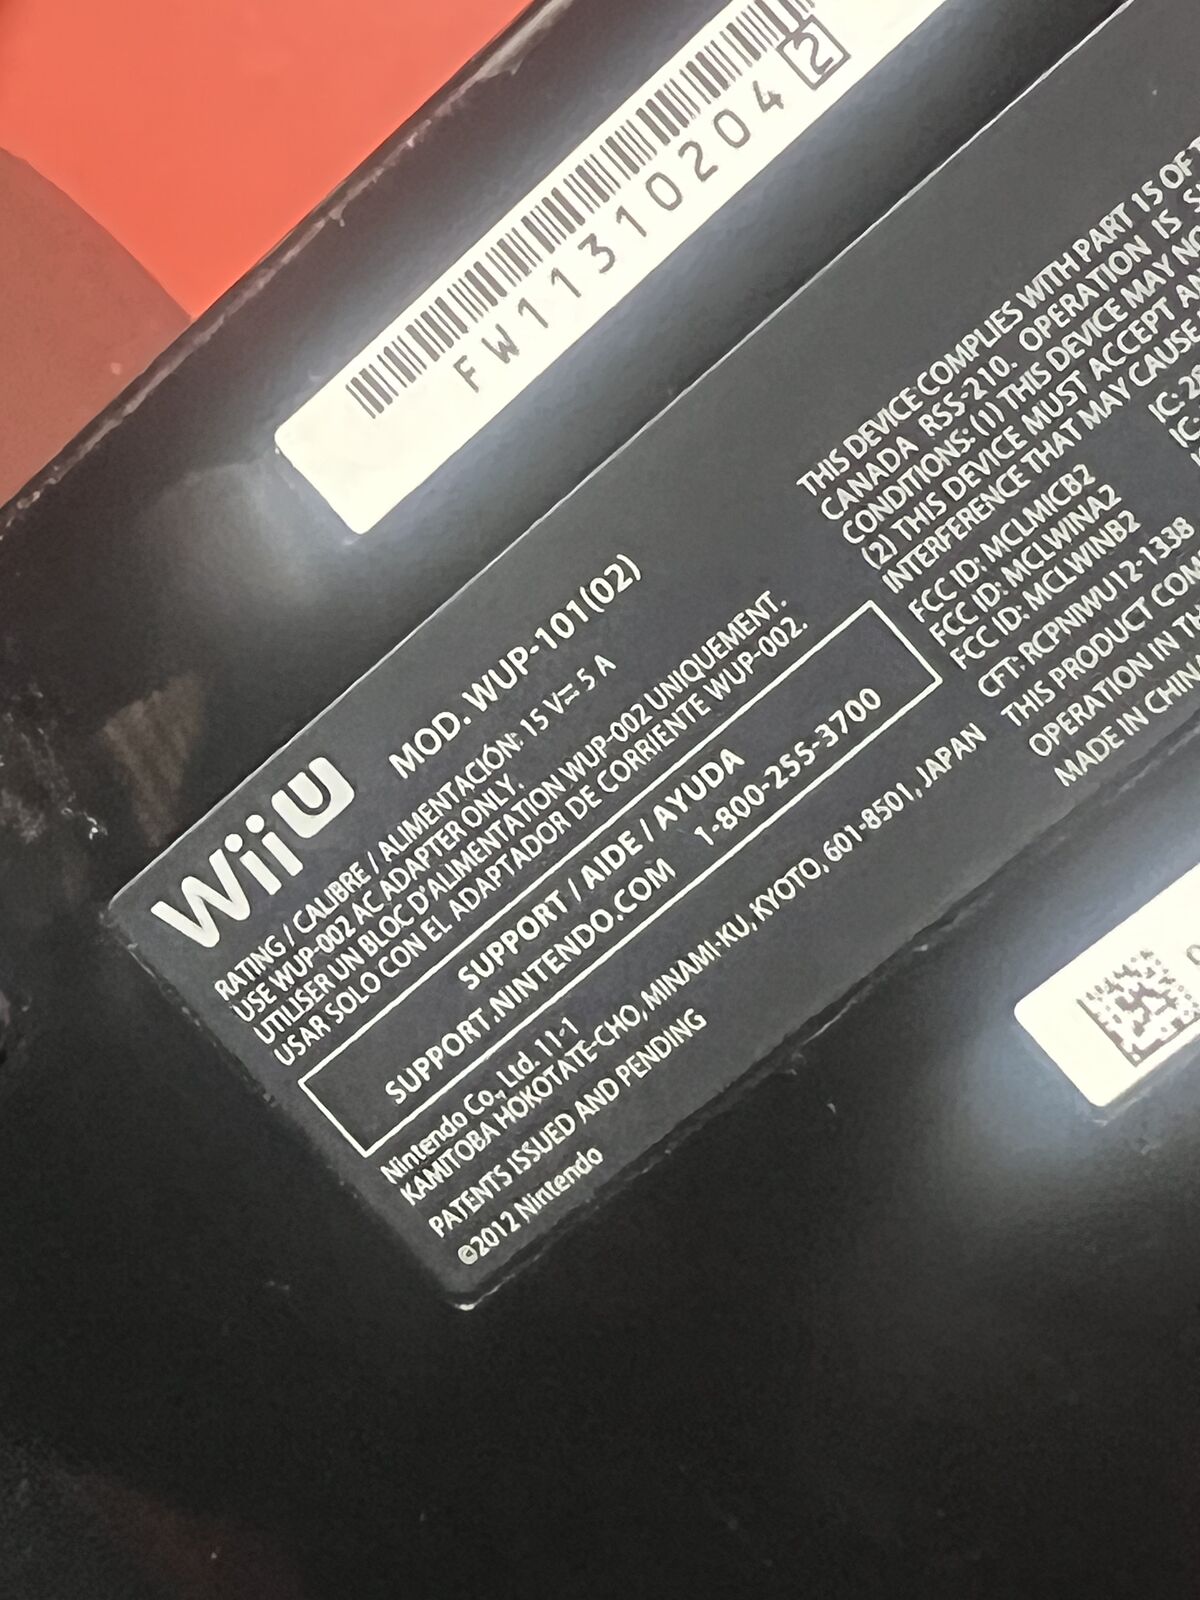 FW11310204 2
Wii U MOD. WUP-101(02)
RATING / CALIBRE / ALIMENTACIÓN: 15 V⎓ 5 A
USE WUP-002 AC ADAPTER ONLY.
UTILISER UN BLOC D'ALIMENTATION WUP-002 UNIQUEMENT.
USAR SOLO CON EL ADAPTADOR DE CORRIENTE WUP-002.
SUPPORT / AIDE / AYUDA
SUPPORT.NINTENDO.COM 1-800-255-3700
Nintendo Co., Ltd. 11-1
KAMITOBA HOKOTATE-CHO, MINAMI-KU, KYOTO, 601-8501, JAPAN
PATENTS ISSUED AND PENDING
©2012 Nintendo
THIS DEVICE COMPLIES WITH PART 15 OF
CANADA RSS-210. OPERATION IS
CONDITIONS: (1) THIS DEVICE MAY
(2) THIS DEVICE MUST ACCEPT
INTERFERENCE THAT MAY CAUSE
FCC ID: MCLMICB2 IC:
FCC ID: MCLWINA2 IC:
FCC ID: MCLWINB2
CFT: RCPNIWU12-1338
THIS PRODUCT
OPERATION IN
MADE IN CHINA